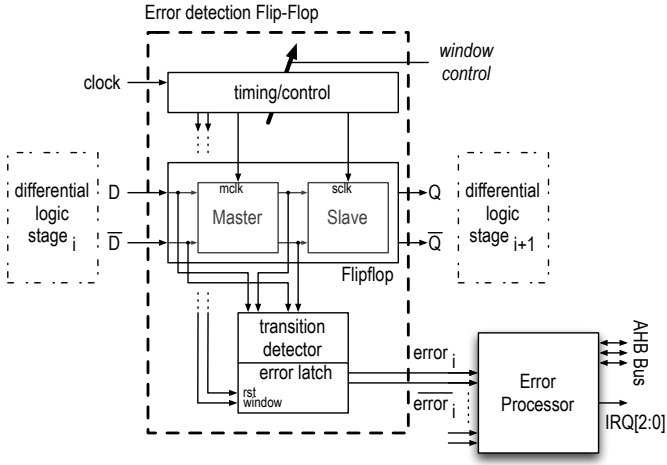 Error detection Flip-Flop
window
control
clock
timing/control
differential
logic
stage i
D
D̅
mclk
Master
sclk
Slave
Q
Q̅
differential
logic
stage i+1
Flipflop
transition
detector
error latch
rst
window
error i
e̅r̅r̅o̅r̅ i
Error
Processor
AHB Bus
IRQ[2:0]